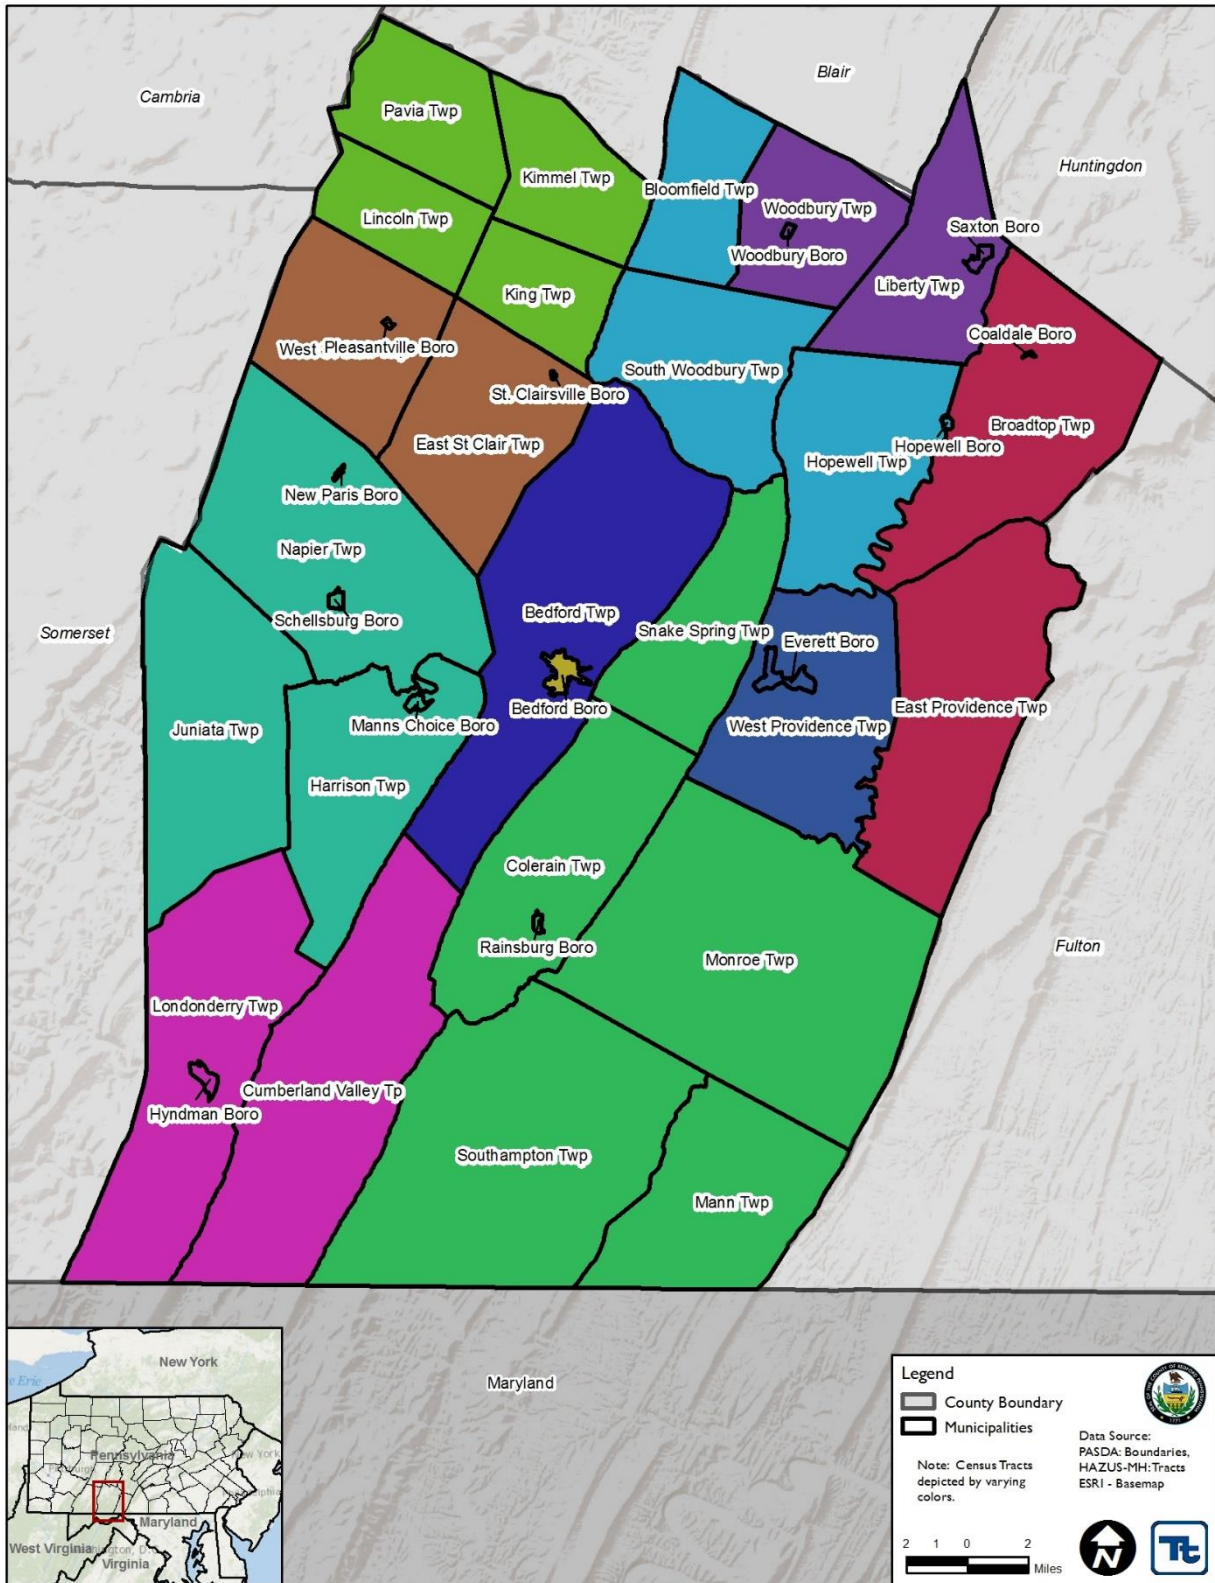 Cambria
Blair
Huntingdon
Pavia Twp
Kimmel Twp
Bloomfield Twp
Woodbury Twp
Lincoln Twp
Saxton Boro
Woodbury Boro
King Twp
Liberty Twp
Coaldale Boro
West
Pleasantville Boro
South Woodbury Twp
St. Clairsville Boro
Broadtop Twp
East St Clair Twp
Hopewell Boro
Hopewell Twp
New Paris Boro
Napier Twp
Schellsburg Boro
Bedford Twp
Somerset
Snake Spring Twp
Everett Boro
Bedford Boro
East Providence Twp
Juniata Twp
Manns Choice Boro
West Providence Twp
Harrison Twp
Colerain Twp
Rainsburg Boro
Fulton
Monroe Twp
Londonderry Twp
Cumberland Valley Tp
Hyndman Boro
Southampton Twp
Mann Twp
Maryland
New York
Erie
Pennsylvania
Maryland
West Virginia
Virginia
Legend
County Boundary
Municipalities
Note: Census Tracts
depicted by varying
colors.
Data Source:
PASDA: Boundaries,
HAZUS-MH: Tracts
ESRI - Basemap
2 1 0 2
Miles
N
Tt